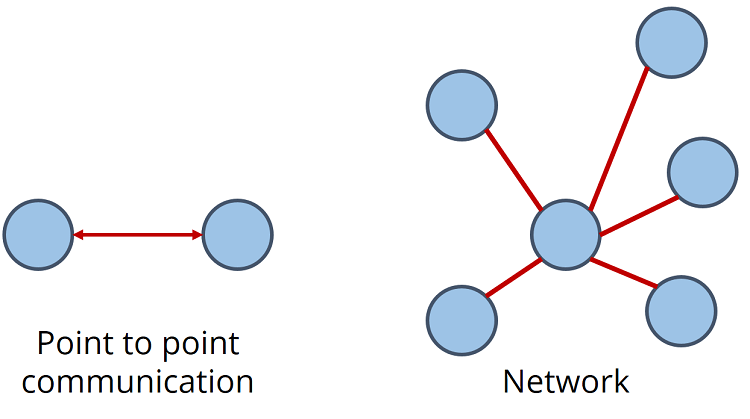 Point to point
communication
Network